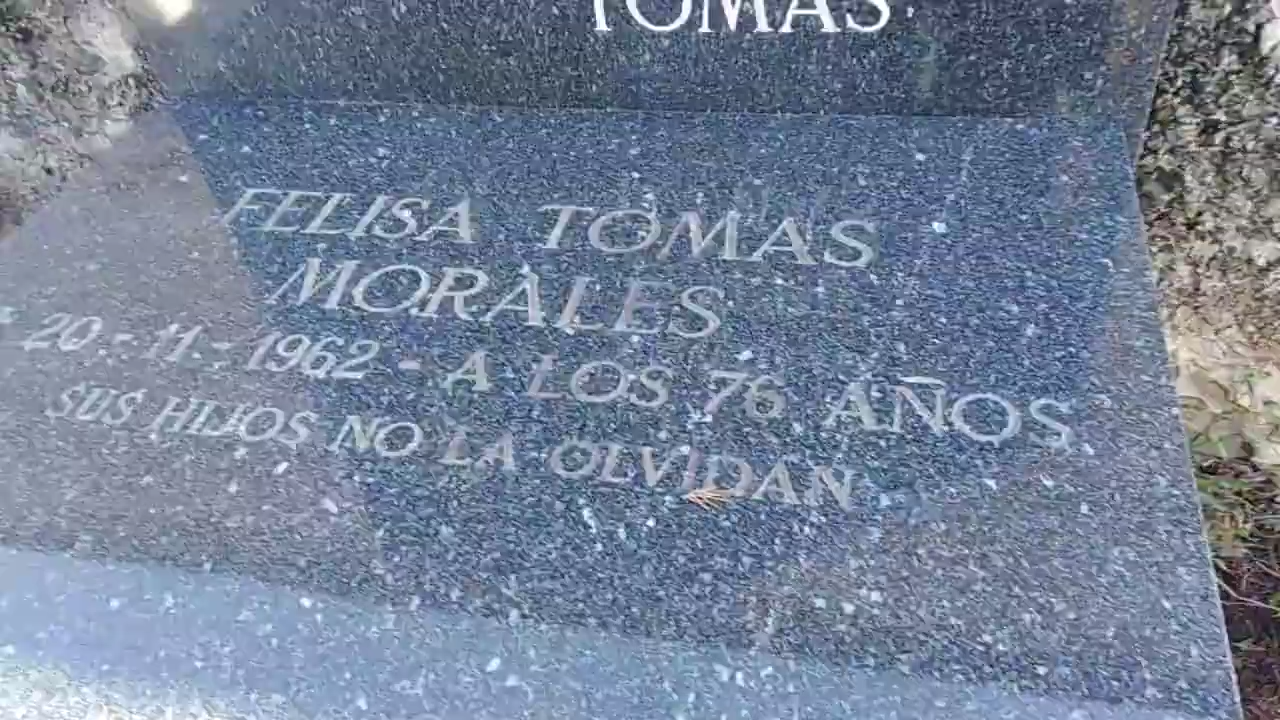 TOMAS
FELISA TOMAS
MORALES
20 - 11 - 1962 - A LOS 76 AÑOS
SUS HIJOS NO LA OLVIDAN